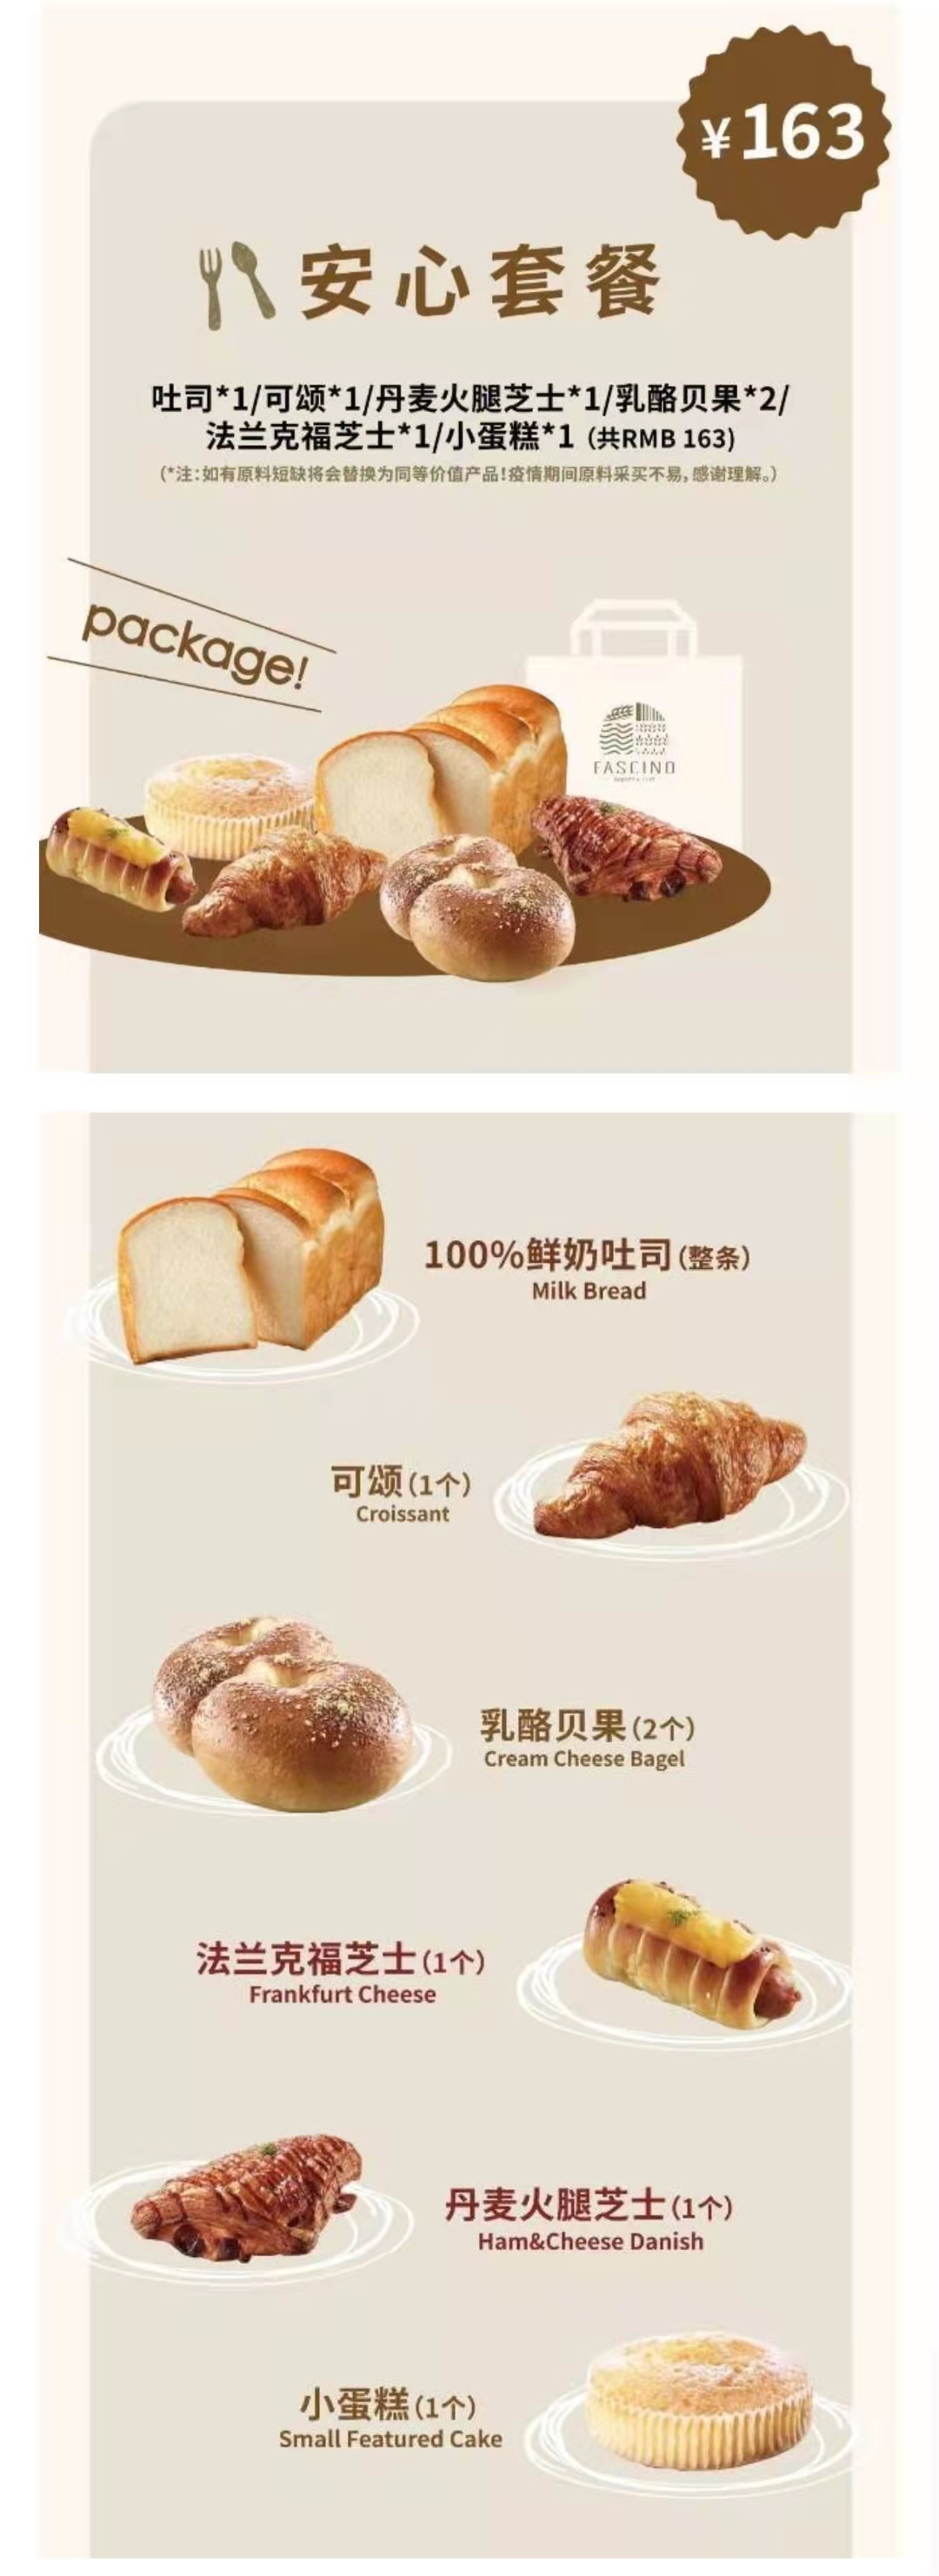 ¥163
安心套餐
吐司*1/可颂*1/丹麦火腿芝士*1/乳酪贝果*2/
法兰克福芝士*1/小蛋糕*1（共RMB 163）
（*注：如有原料短缺将会替换为同等价值产品！疫情期间原料采买不易，感谢理解。）
package!
FASCINO
100%鲜奶吐司（整条）
Milk Bread
可颂（1个）
Croissant
乳酪贝果（2个）
Cream Cheese Bagel
法兰克福芝士（1个）
Frankfurt Cheese
丹麦火腿芝士（1个）
Ham&Cheese Danish
小蛋糕（1个）
Small Featured Cake